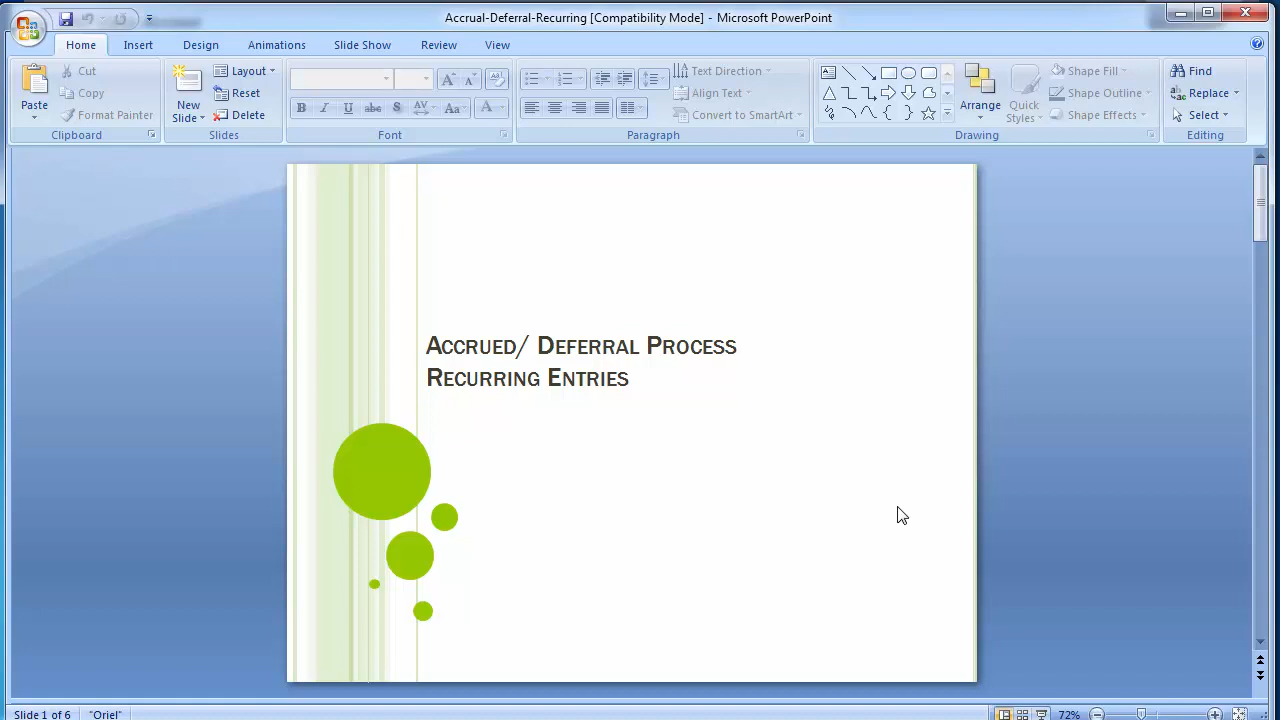 Accrual-Deferral-Recurring [Compatibility Mode] - Microsoft PowerPoint
Home Insert Design Animations Slide Show Review View
Paste
Cut
Copy
Format Painter
Clipboard
New Slide
Layout
Reset
Delete
Slides
B I U abc S AV Aa A
Font
Text Direction
Align Text
Convert to SmartArt
Paragraph
Arrange
Quick Styles
Shape Fill
Shape Outline
Shape Effects
Drawing
Find
Replace
Select
Editing
Accrued/ Deferral Process
Recurring Entries
Slide 1 of 6 "Oriel" 72%